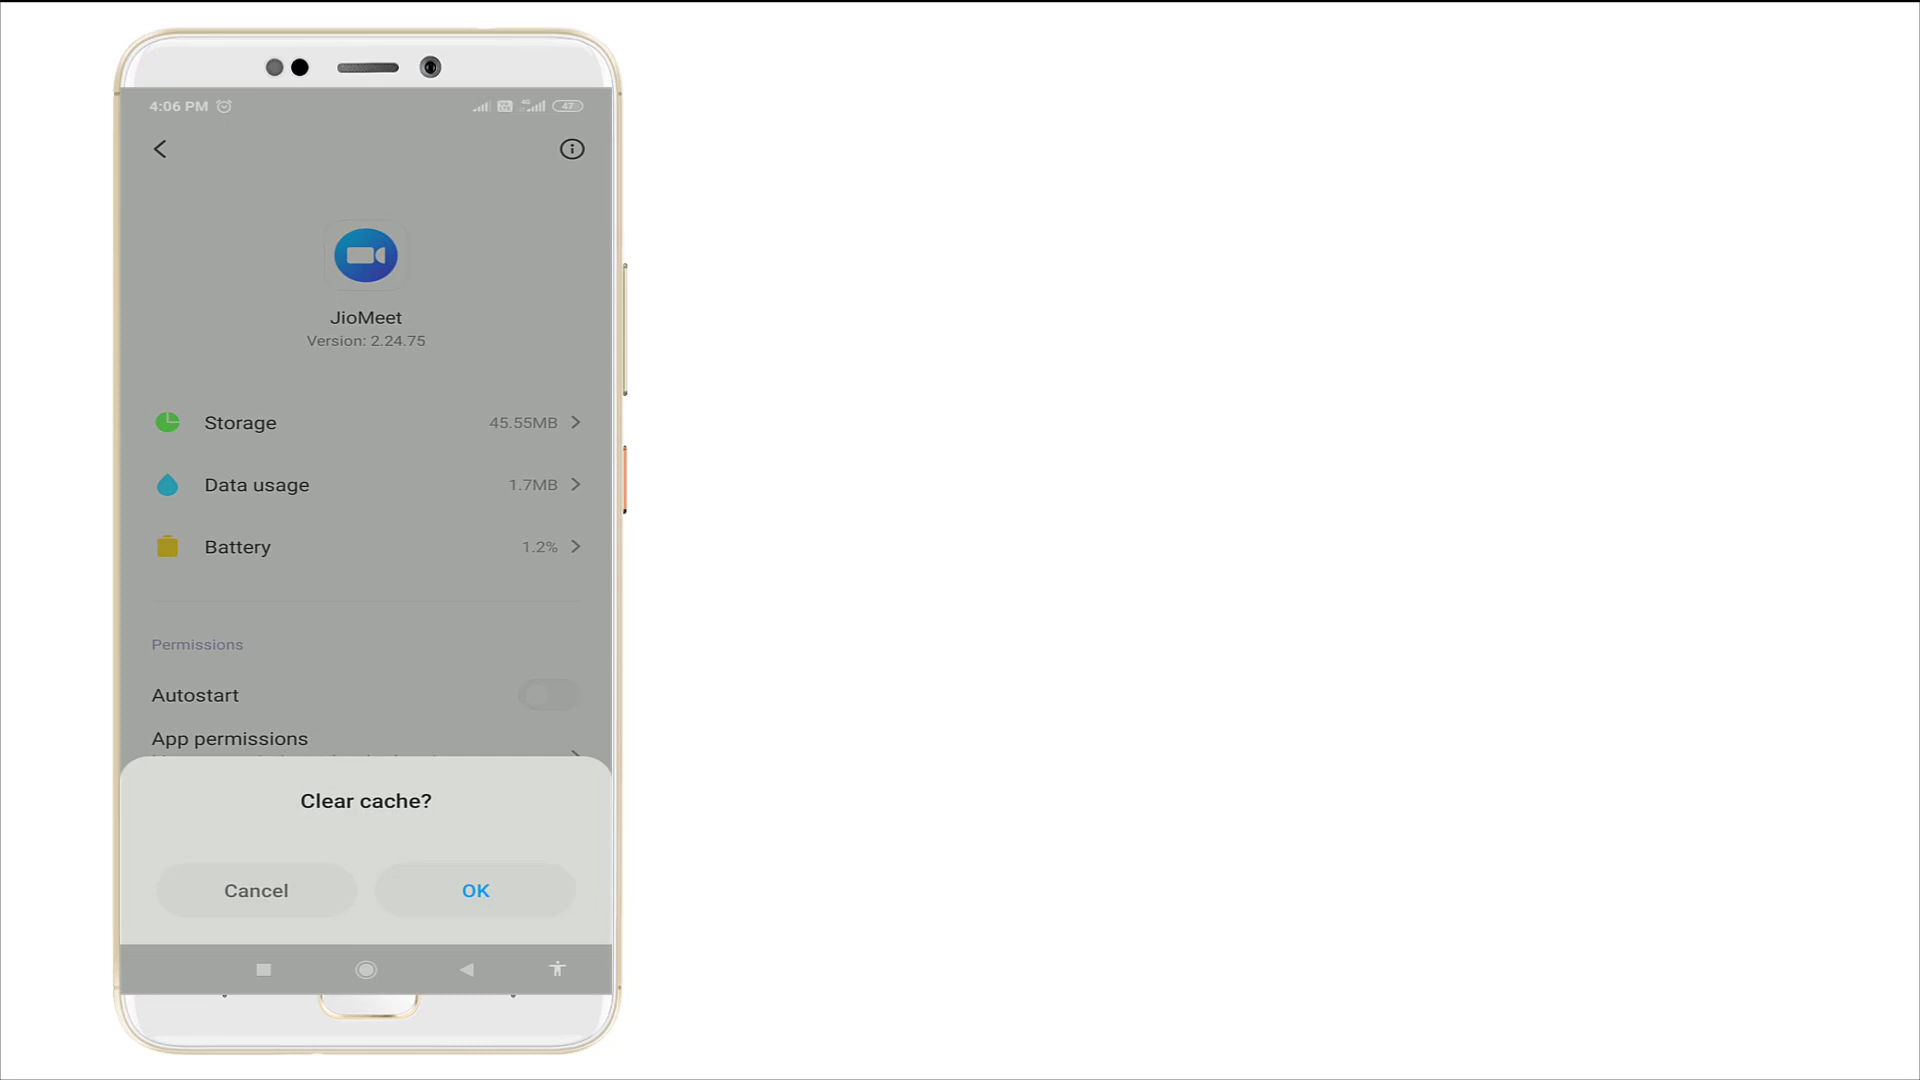 4:06 PM
47
JioMeet
Version: 2.24.75
Storage 45.55MB
Data usage 1.7MB
Battery 1.2%
Permissions
Autostart
App permissions
Clear cache?
Cancel OK